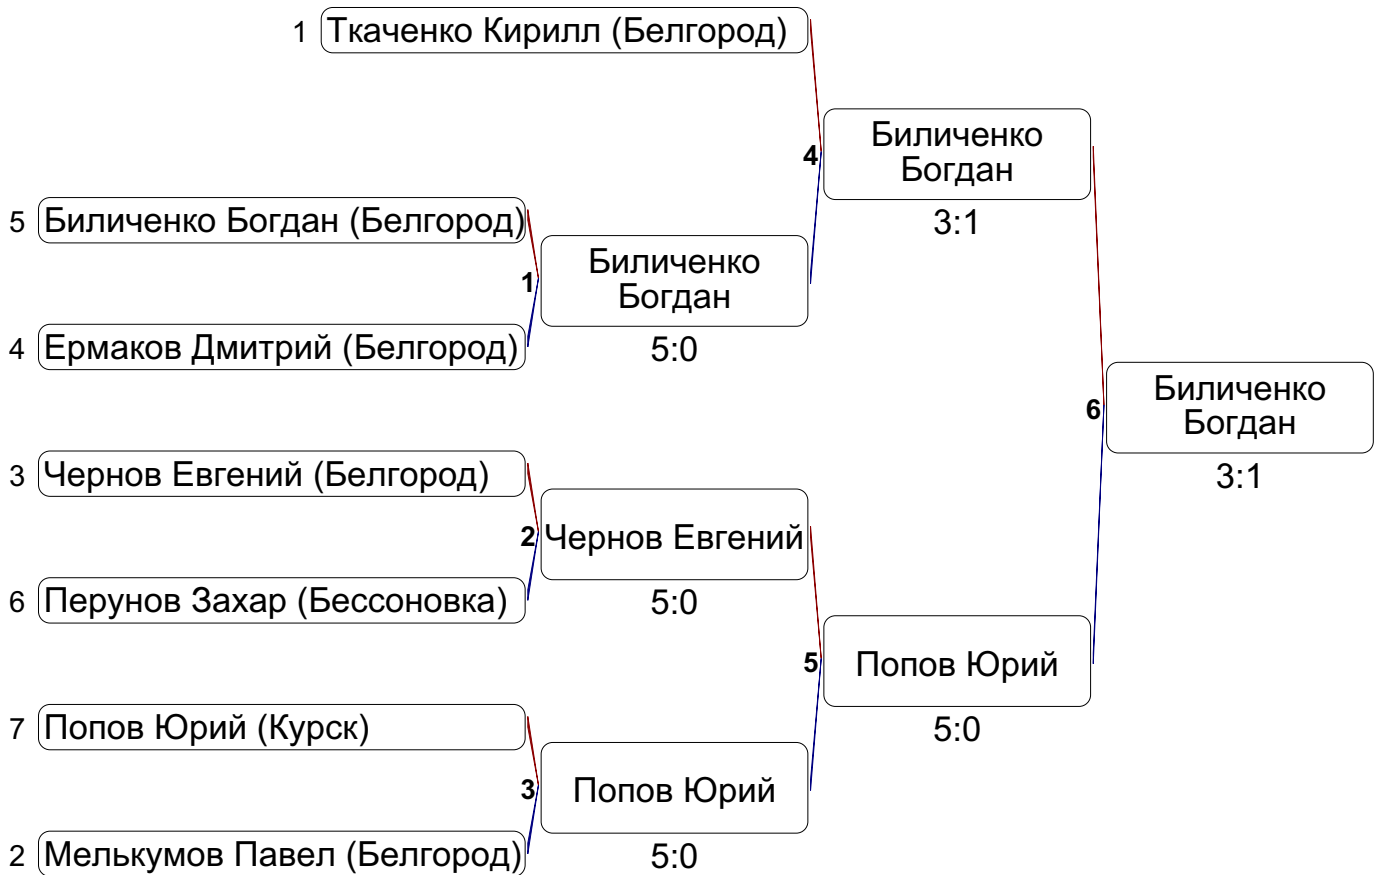 1 Ткаченко Кирилл (Белгород)
4 Биличенко
Богдан
3:1
5 Биличенко Богдан (Белгород)
1 Биличенко
Богдан
5:0
4 Ермаков Дмитрий (Белгород)
6 Биличенко
Богдан
3:1
3 Чернов Евгений (Белгород)
2 Чернов Евгений
5:0
6 Перунов Захар (Бессоновка)
5 Попов Юрий
5:0
7 Попов Юрий (Курск)
3 Попов Юрий
5:0
2 Мелькумов Павел (Белгород)